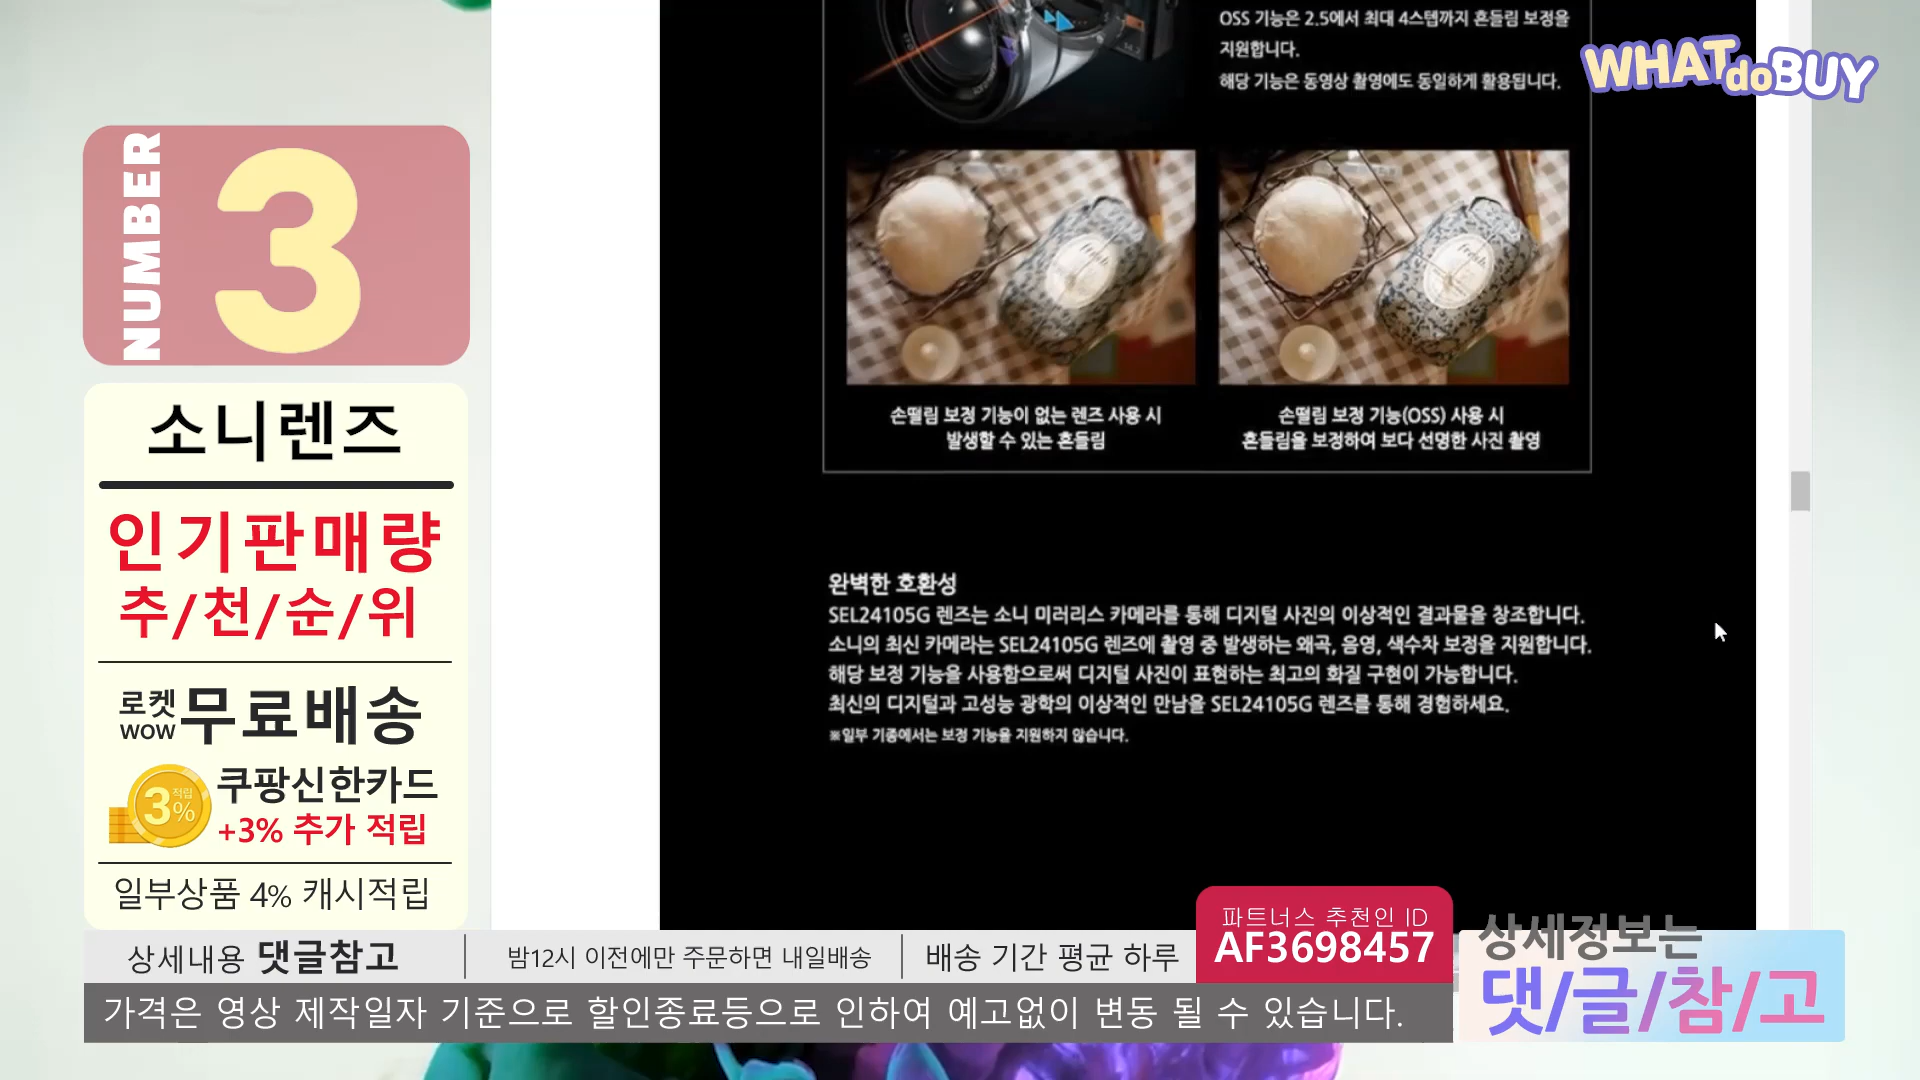 WHAT do BUY
NUMBER
3
소니렌즈
인기판매량
추/천/순/위
로켓
WOW
무료배송
3%
적립
쿠팡신한카드
+3% 추가 적립
일부상품 4% 캐시적립
OSS 기능은 2.5에서 최대 4스텝까지 흔들림 보정을
지원합니다.
해당 기능은 동영상 촬영에도 동일하게 활용됩니다.
손떨림 보정 기능이 없는 렌즈 사용 시
발생할 수 있는 흔들림
손떨림 보정 기능(OSS) 사용 시
흔들림을 보정하여 보다 선명한 사진 촬영
완벽한 호환성
SEL24105G 렌즈는 소니 미러리스 카메라를 통해 디지털 사진의 이상적인 결과물을 창조합니다.
소니의 최신 카메라는 SEL24105G 렌즈에 촬영 중 발생하는 왜곡, 음영, 색수차 보정을 지원합니다.
해당 보정 기능을 사용함으로써 디지털 사진이 표현하는 최고의 화질 구현이 가능합니다.
최신의 디지털과 고성능 광학의 이상적인 만남을 SEL24105G 렌즈를 통해 경험하세요.
※일부 기종에서는 보정 기능을 지원하지 않습니다.
상세내용 댓글참고
밤12시 이전에만 주문하면 내일배송
배송 기간 평균 하루
파트너스 추천인 ID
AF3698457
상세정보는
댓/글/참/고
가격은 영상 제작일자 기준으로 할인종료등으로 인하여 예고없이 변동 될 수 있습니다.